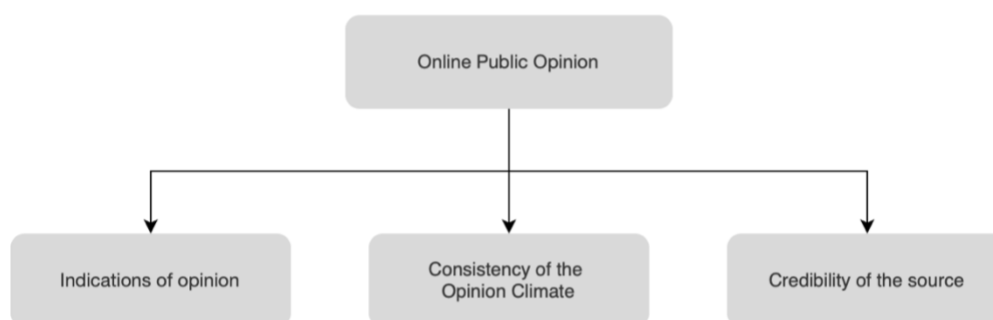 Online Public Opinion
Indications of opinion
Consistency of the
Opinion Climate
Credibility of the source